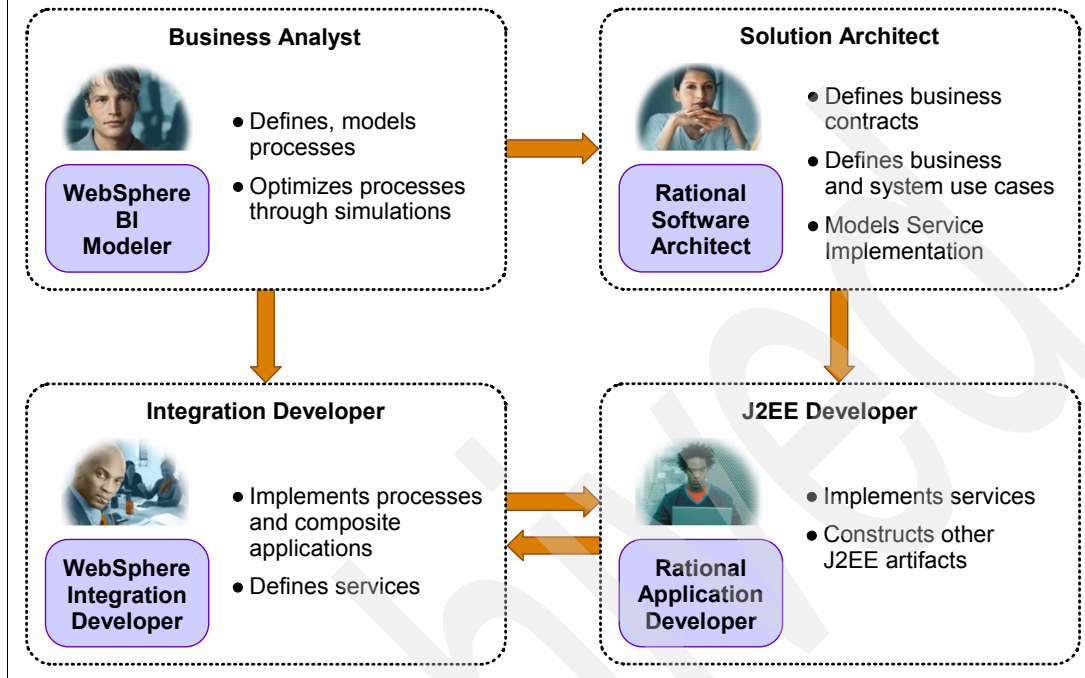 Business Analyst
WebSphere
BI
Modeler
● Defines, models
processes
● Optimizes processes
through simulations
Solution Architect
Rational
Software
Architect
● Defines business
contracts
● Defines business
and system use cases
● Models Service
Implementation
Integration Developer
WebSphere
Integration
Developer
● Implements processes
and composite
applications
● Defines services
J2EE Developer
Rational
Application
Developer
● Implements services
● Constructs other
J2EE artifacts